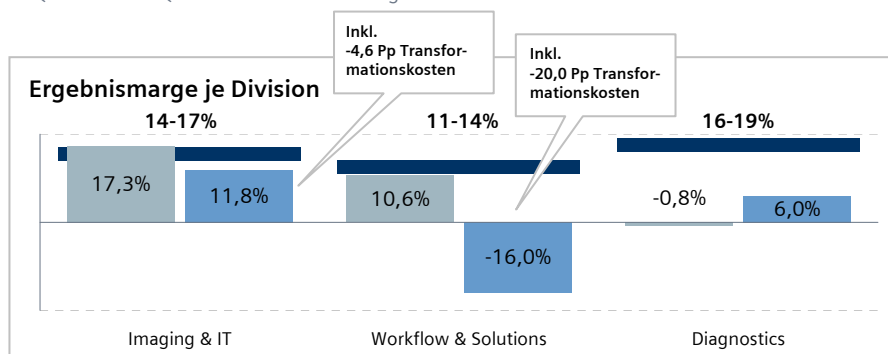 Inkl.
-4,6 Pp Transfor-
mationskosten
Inkl.
-20,0 Pp Transfor-
mationskosten
Ergebnismarge je Division
14-17%
11-14%
16-19%
17,3%
11,8%
10,6%
-16,0%
-0,8%
6,0%
Imaging & IT
Workflow & Solutions
Diagnostics